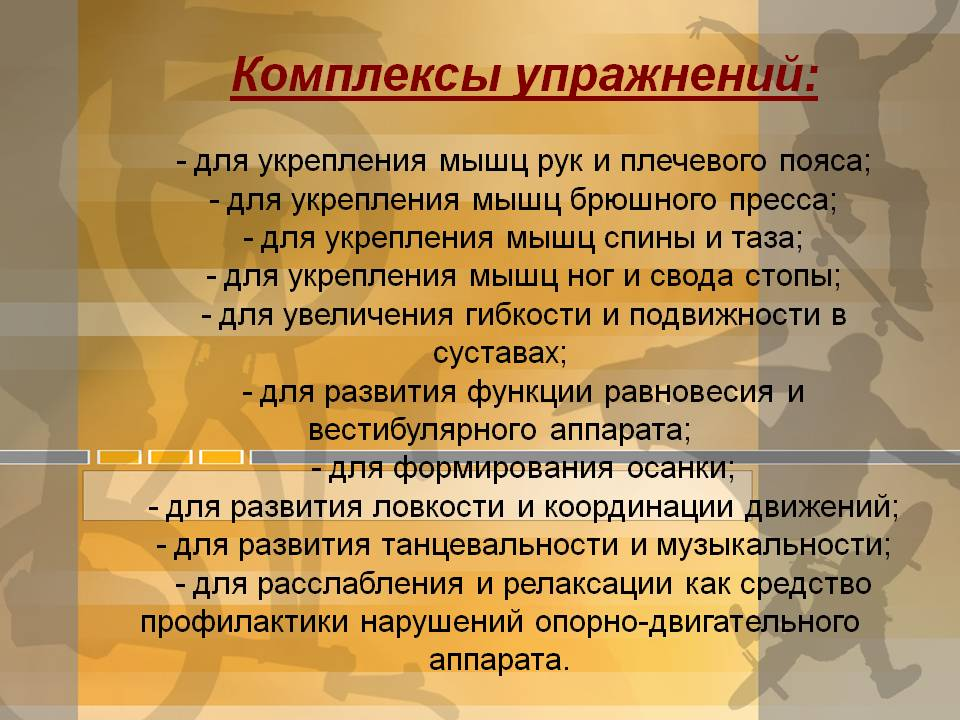 Комплексы упражнений:
- для укрепления мышц рук и плечевого пояса;
- для укрепления мышц брюшного пресса;
- для укрепления мышц спины и таза;
- для укрепления мышц ног и свода стопы;
- для увеличения гибкости и подвижности в
суставах;
- для развития функции равновесия и
вестибулярного аппарата;
- для формирования осанки;
- для развития ловкости и координации движений;
- для развития танцевальности и музыкальности;
- для расслабления и релаксации как средство
профилактики нарушений опорно-двигательного
аппарата.